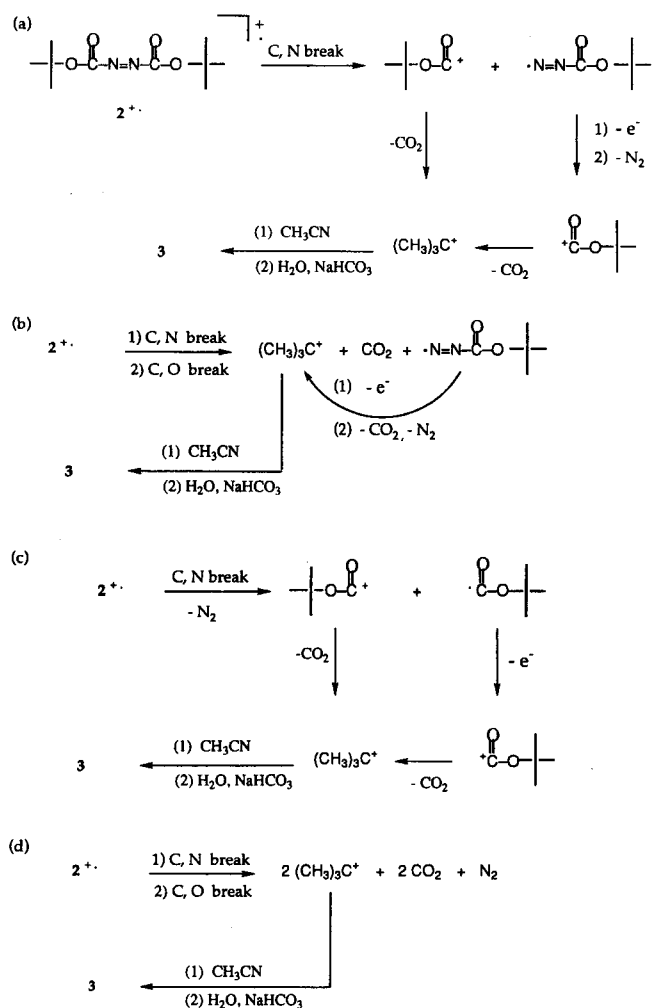 (a)
O O ⌉ +·
—O—C—N=N—C—O—
C, N break
O
—O—C +
+
O
·N=N—C—O—
2+·
-CO2
1) - e-
2) - N2
3
(1) CH3CN
(2) H2O, NaHCO3
(CH3)3C+
- CO2
O
+C—O—
(b)
2+·
1) C, N break
2) C, O break
(CH3)3C+ + CO2 +
O
·N=N—C—O—
(1) - e-
(2) - CO2, - N2
3
(1) CH3CN
(2) H2O, NaHCO3
(c)
2+·
C, N break
- N2
O
—O—C +
+
O
·C—O—
-CO2
- e-
3
(1) CH3CN
(2) H2O, NaHCO3
(CH3)3C+
- CO2
O
+C—O—
(d)
2+·
1) C, N break
2) C, O break
2 (CH3)3C+ + 2 CO2 + N2
3
(1) CH3CN
(2) H2O, NaHCO3